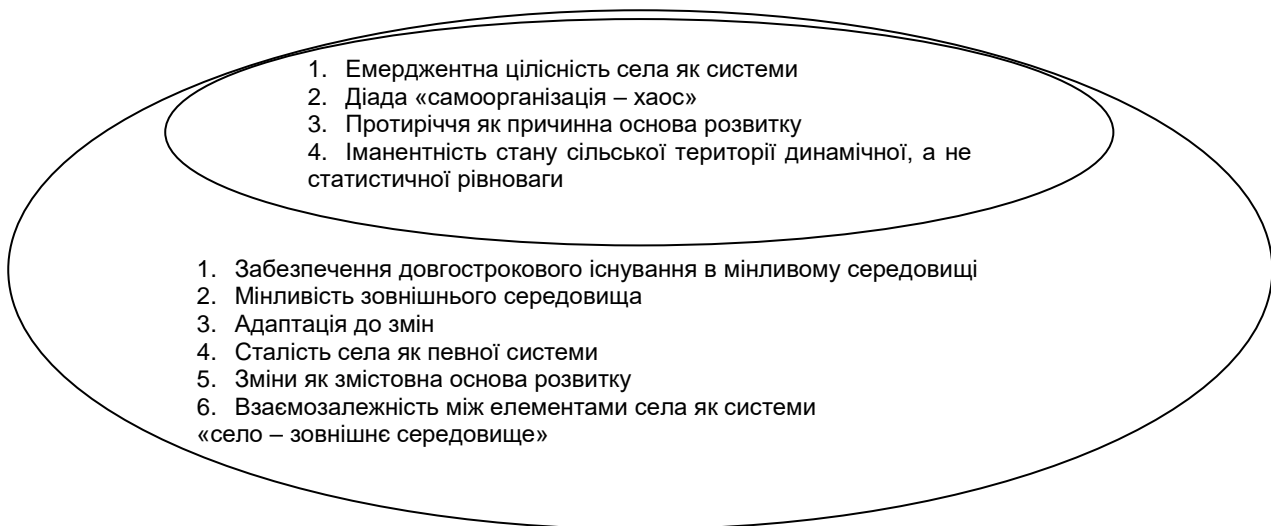 1. Емерджентна цілісність села як системи
2. Діада «самоорганізація – хаос»
3. Протиріччя як причинна основа розвитку
4. Іманентність стану сільської території динамічної, а не
статистичної рівноваги
1. Забезпечення довгострокового існування в мінливому середовищі
2. Мінливість зовнішнього середовища
3. Адаптація до змін
4. Сталість села як певної системи
5. Зміни як змістовна основа розвитку
6. Взаємозалежність між елементами села як системи
«село – зовнішнє середовище»